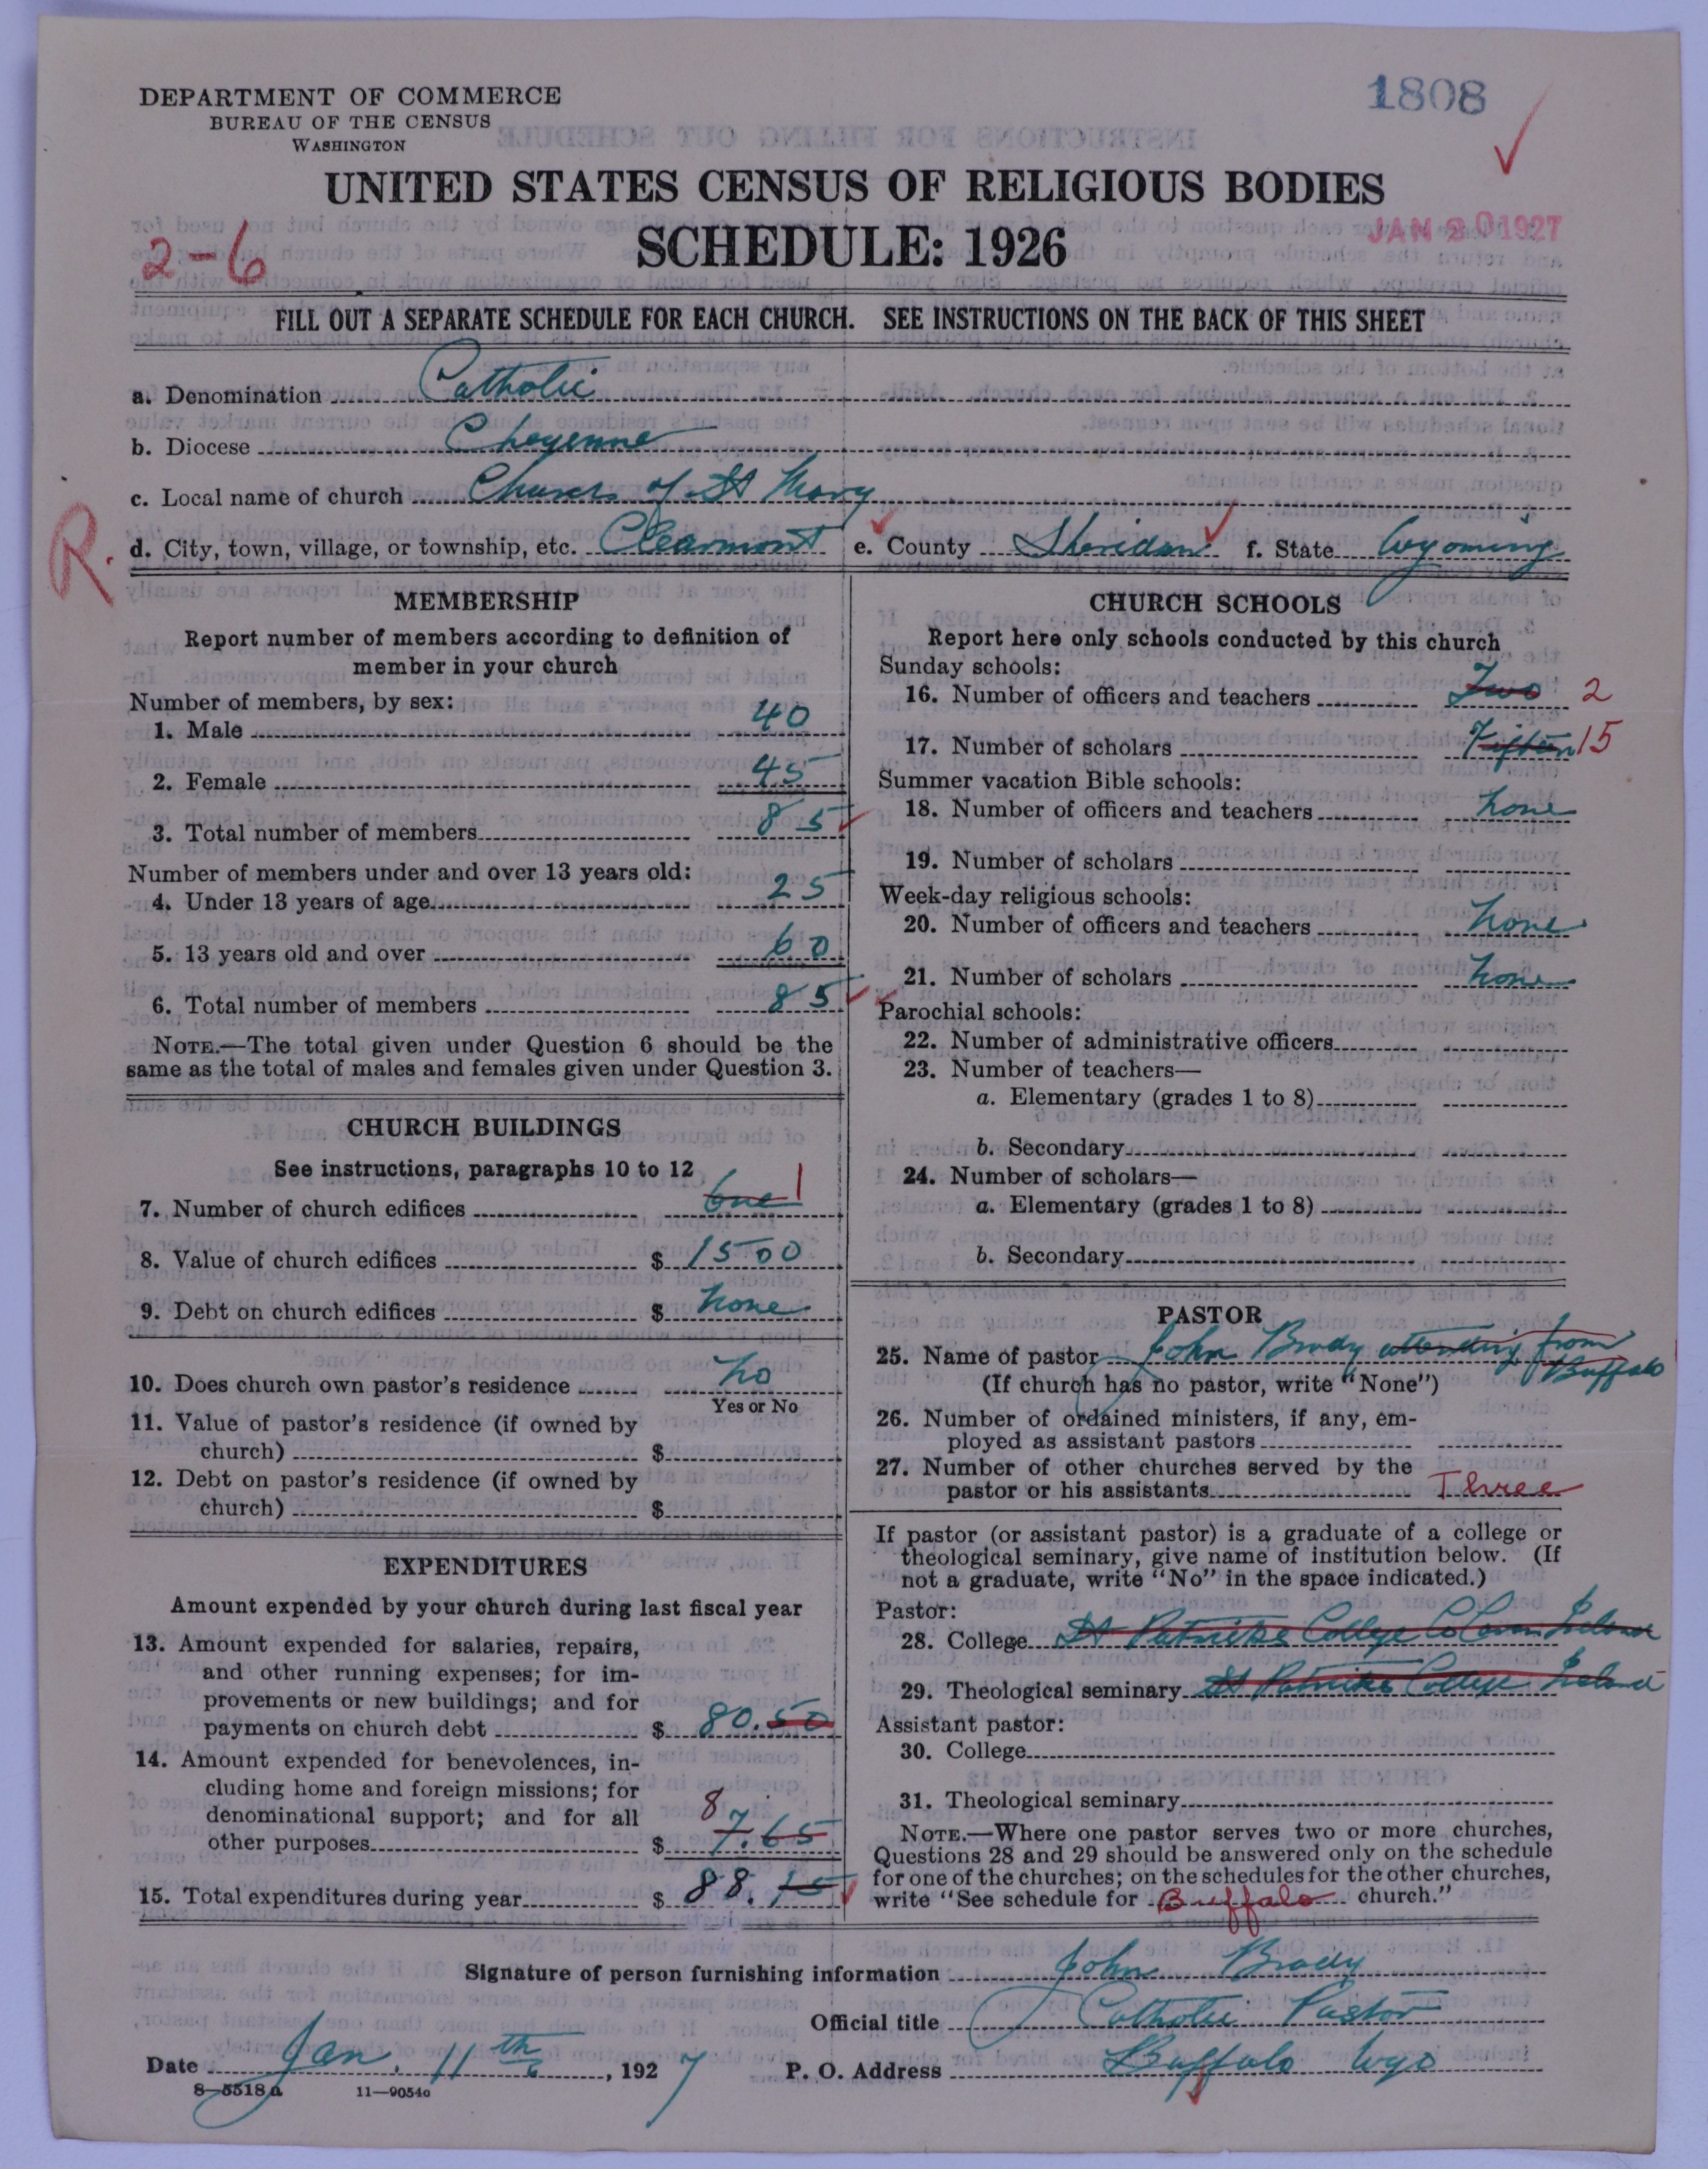 1808
DEPARTMENT OF COMMERCE
BUREAU OF THE CENSUS
WASHINGTON
UNITED STATES CENSUS OF RELIGIOUS BODIES
SCHEDULE: 1926
JAN 20 1927
2-6
FILL OUT A SEPARATE SCHEDULE FOR EACH CHURCH. SEE INSTRUCTIONS ON THE BACK OF THIS SHEET
a. Denomination Catholic
b. Diocese Cheyenne
c. Local name of church Church of St Mary
R.
d. City, town, village, or township, etc. Clearmont e. County Sheridan f. State Wyoming
MEMBERSHIP
Report number of members according to definition of
member in your church
Number of members, by sex:
1. Male 40
2. Female 45
3. Total number of members 85
Number of members under and over 13 years old:
4. Under 13 years of age 25
5. 13 years old and over 60
6. Total number of members 85
NOTE.—The total given under Question 6 should be the
same as the total of males and females given under Question 3.
CHURCH BUILDINGS
See instructions, paragraphs 10 to 12
7. Number of church edifices One 1
8. Value of church edifices $ 1500
9. Debt on church edifices $ none
10. Does church own pastor's residence No
Yes or No
11. Value of pastor's residence (if owned by
church) $
12. Debt on pastor's residence (if owned by
church) $
EXPENDITURES
Amount expended by your church during last fiscal year
13. Amount expended for salaries, repairs,
and other running expenses; for im-
provements or new buildings; and for
payments on church debt $ 80.50
14. Amount expended for benevolences, in-
cluding home and foreign missions; for
denominational support; and for all 8
other purposes $ 7.65
15. Total expenditures during year $ 88.15
CHURCH SCHOOLS
Report here only schools conducted by this church
Sunday schools:
16. Number of officers and teachers Two 2
17. Number of scholars Fifteen 15
Summer vacation Bible schools:
18. Number of officers and teachers none
19. Number of scholars
Week-day religious schools:
20. Number of officers and teachers none
21. Number of scholars none
Parochial schools:
22. Number of administrative officers
23. Number of teachers—
a. Elementary (grades 1 to 8)
b. Secondary
24. Number of scholars—
a. Elementary (grades 1 to 8)
b. Secondary
PASTOR
25. Name of pastor John Brady attending from
Buffalo
(If church has no pastor, write "None")
26. Number of ordained ministers, if any, em-
ployed as assistant pastors
27. Number of other churches served by the
pastor or his assistants Three
If pastor (or assistant pastor) is a graduate of a college or
theological seminary, give name of institution below. (If
not a graduate, write "No" in the space indicated.)
Pastor:
28. College St Patricks College Co Cavan Ireland
29. Theological seminary St Patricks College Ireland
Assistant pastor:
30. College
31. Theological seminary
NOTE.—Where one pastor serves two or more churches,
Questions 28 and 29 should be answered only on the schedule
for one of the churches; on the schedules for the other churches,
write "See schedule for Buffalo church."
Signature of person furnishing information John Brady
Official title Catholic Pastor
Date Jan. 11th, 1927 P. O. Address Buffalo Wyo
8—5518a 11—9054a